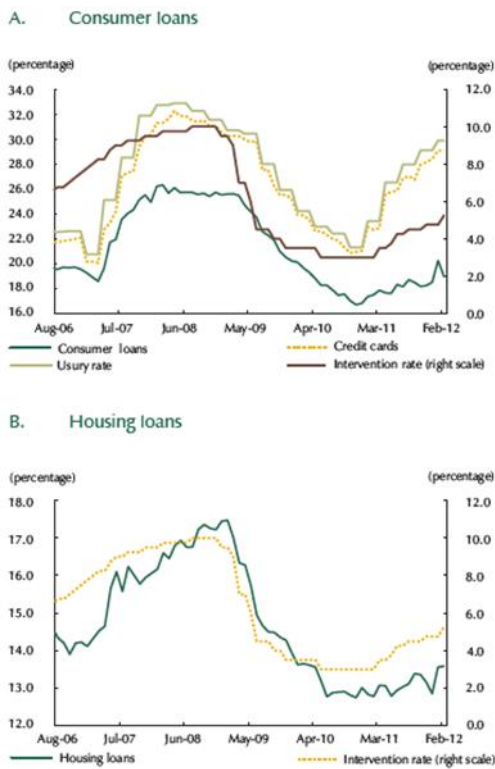 A. Consumer loans
(percentage) (percentage)
34.0 12.0
32.0 10.0
30.0
28.0 8.0
26.0 6.0
24.0
22.0 4.0
20.0 2.0
18.0
16.0 0.0
Aug-06 Jul-07 Jun-08 May-09 Apr-10 Mar-11 Feb-12
Consumer loans Credit cards
Usury rate Intervention rate (right scale)
B. Housing loans
(percentage) (percentage)
18.0 12.0
17.0 10.0
16.0 8.0
15.0 6.0
14.0 4.0
13.0 2.0
12.0 0.0
Aug-06 Jul-07 Jun-08 May-09 Apr-10 Mar-11 Feb-12
Housing loans Intervention rate (right scale)